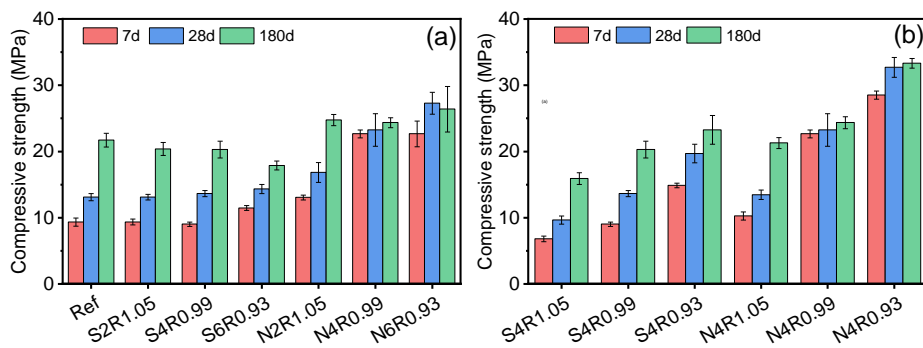 (a)
7d 28d 180d
Compressive strength (MPa)
40
30
20
10
0
Ref S2R1.05 S4R0.99 S6R0.93 N2R1.05 N4R0.99 N6R0.93
(b)
7d 28d 180d
Compressive strength (MPa)
40
30
20
10
0
S4R1.05 S4R0.99 S4R0.93 N4R1.05 N4R0.99 N4R0.93